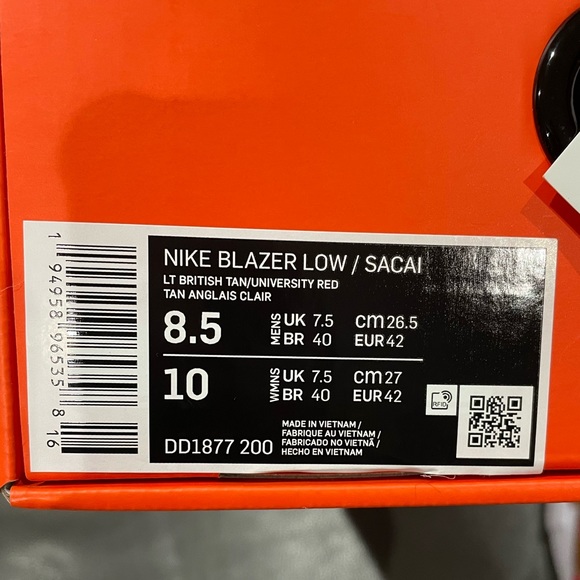 NIKE BLAZER LOW / SACAI
LT BRITISH TAN/UNIVERSITY RED
TAN ANGLAIS CLAIR
8.5 MENS UK 7.5 cm 26.5
BR 40 EUR 42
10 WMNS UK 7.5 cm 27
BR 40 EUR 42
RFID
DD1877 200
MADE IN VIETNAM /
FABRIQUE AU VIETNAM /
FABRICADO NO VIETNÃ /
HECHO EN VIETNAM
1 94958 96535 8 16